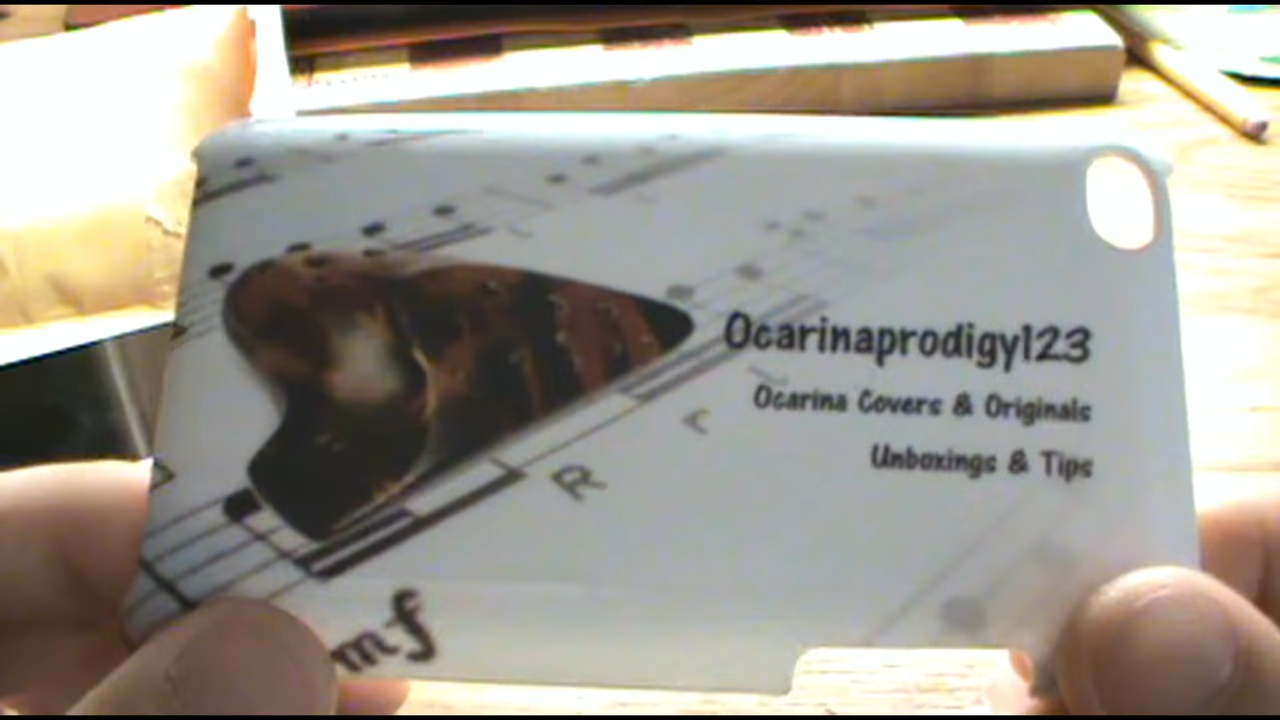 Ocarinaprodigy123
Ocarina Covers & Originals
Unboxings & Tips
R
r
mf